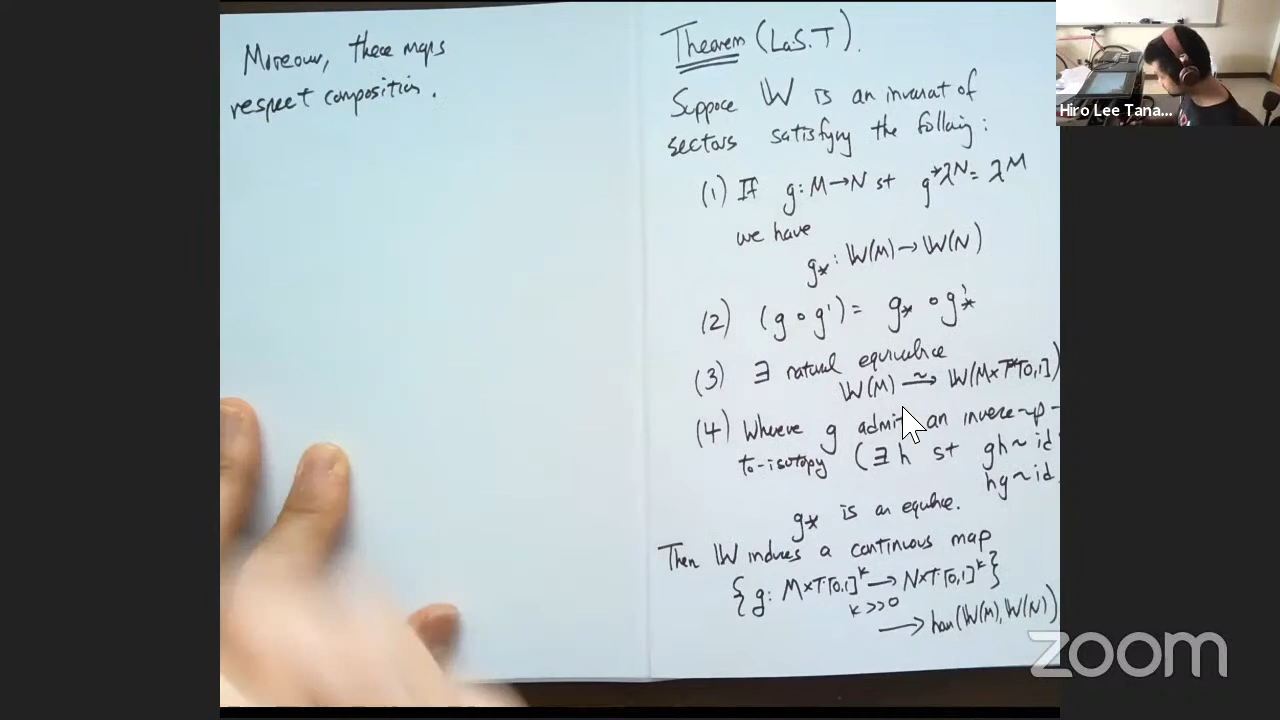 Moreover, these maps
respect composition.
Theorem (LaS.T).
Suppose 𝕎 is an invariant of
sectors satisfying the following:
(1) If g: M→N st g*λᴺ = λᴹ
we have
g⁎: 𝕎(M)→𝕎(N)
(2) (g∘g') = g⁎∘g'⁎
(3) ∃ natural equivalence
𝕎(M) ⥲ 𝕎(M×T*[0,1])
(4) Whenever g admits an inverse-up-
to-isotopy (∃h st gh~id
hg~id.
g⁎ is an equivalence.
Then 𝕎 induces a continuous map
{g: M×T*[0,1]ᵏ → N×T*[0,1]ᵏ}
k>>0
→ hom(𝕎(M), 𝕎(N))
Hiro Lee Tana...
zoom